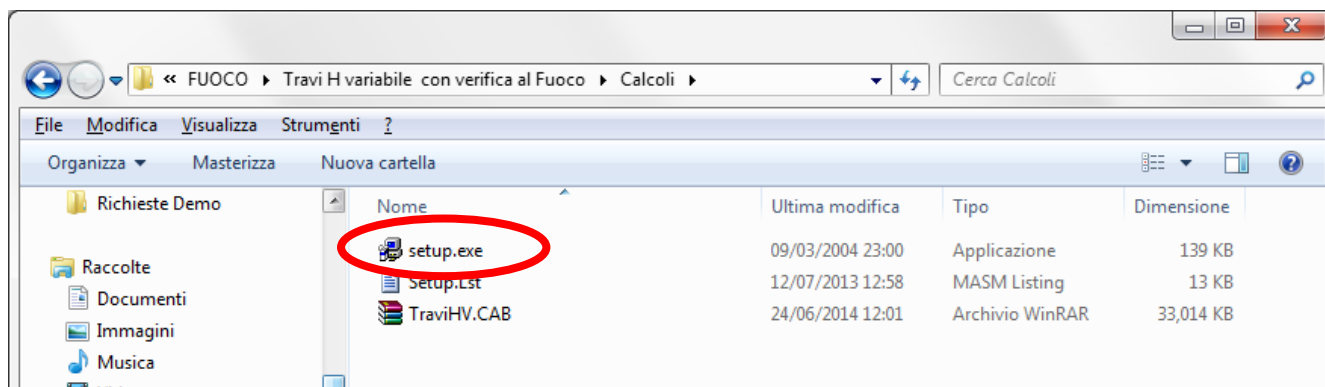 « FUOCO ▸ Travi H variabile con verifica al Fuoco ▸ Calcoli ▸ Cerca Calcoli
File Modifica Visualizza Strumenti ?
Organizza Masterizza Nuova cartella
Richieste Demo Nome Ultima modifica Tipo Dimensione
setup.exe 09/03/2004 23:00 Applicazione 139 KB
Raccolte
Setup.Lst 12/07/2013 12:58 MASM Listing 13 KB
Documenti
TraviHV.CAB 24/06/2014 12:01 Archivio WinRAR 33,014 KB
Immagini
Musica